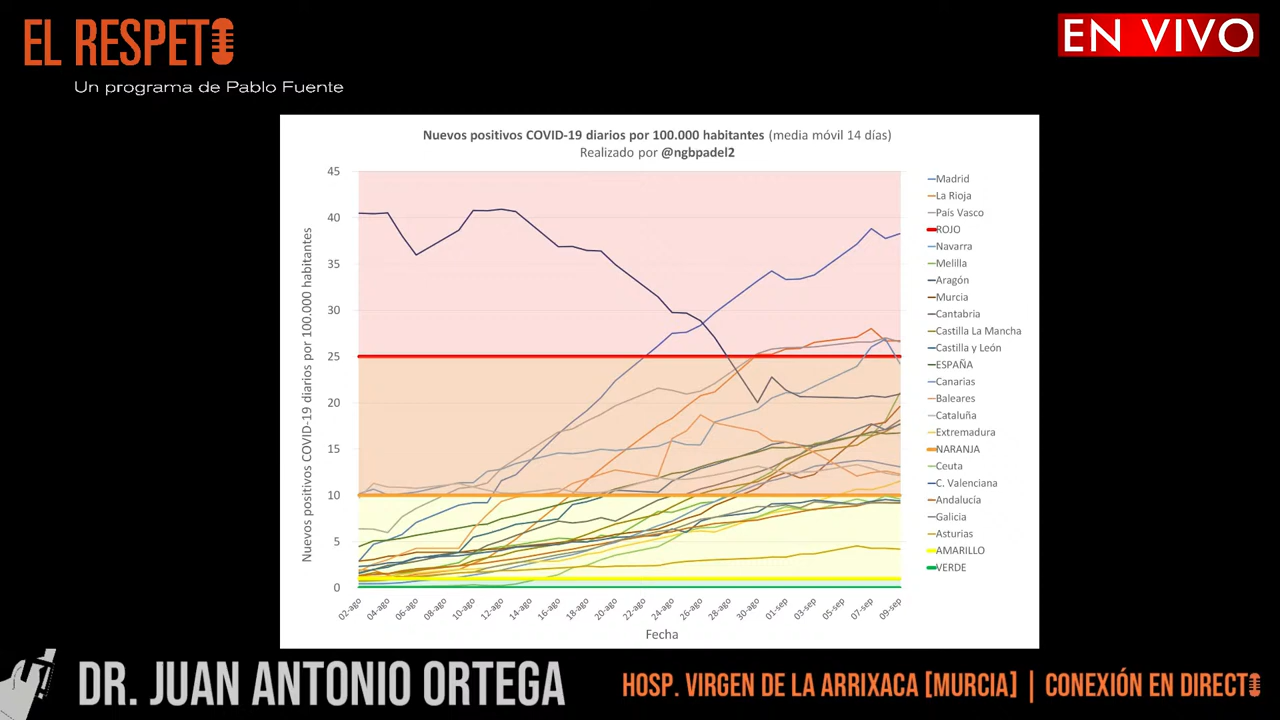 EL RESPETO
EN VIVO
Un programa de Pablo Fuente
Nuevos positivos COVID-19 diarios por 100.000 habitantes (media móvil 14 días)
Realizado por @ngbpadel2
Nuevos positivos COVID-19 diarios por 100.000 habitantes
45
40
35
30
25
20
15
10
5
0
02-ago
04-ago
06-ago
08-ago
10-ago
12-ago
14-ago
16-ago
18-ago
20-ago
22-ago
24-ago
26-ago
28-ago
30-ago
01-sep
03-sep
05-sep
07-sep
09-sep
Fecha
Madrid
La Rioja
País Vasco
ROJO
Navarra
Melilla
Aragón
Murcia
Cantabria
Castilla La Mancha
Castilla y León
ESPAÑA
Canarias
Baleares
Cataluña
Extremadura
NARANJA
Ceuta
C. Valenciana
Andalucía
Galicia
Asturias
AMARILLO
VERDE
DR. JUAN ANTONIO ORTEGA
HOSP. VIRGEN DE LA ARRIXACA [MURCIA] | CONEXIÓN EN DIRECTO